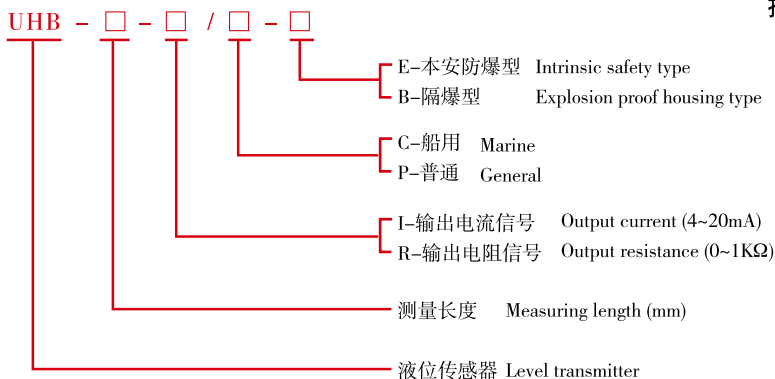 UHB - □ - □ / □ - □
E-本安防爆型 Intrinsic safety type
B-隔爆型 Explosion proof housing type
C-船用 Marine
P-普通 General
I-输出电流信号 Output current (4~20mA)
R-输出电阻信号 Output resistance (0~1KΩ)
测量长度 Measuring length (mm)
液位传感器 Level transmitter